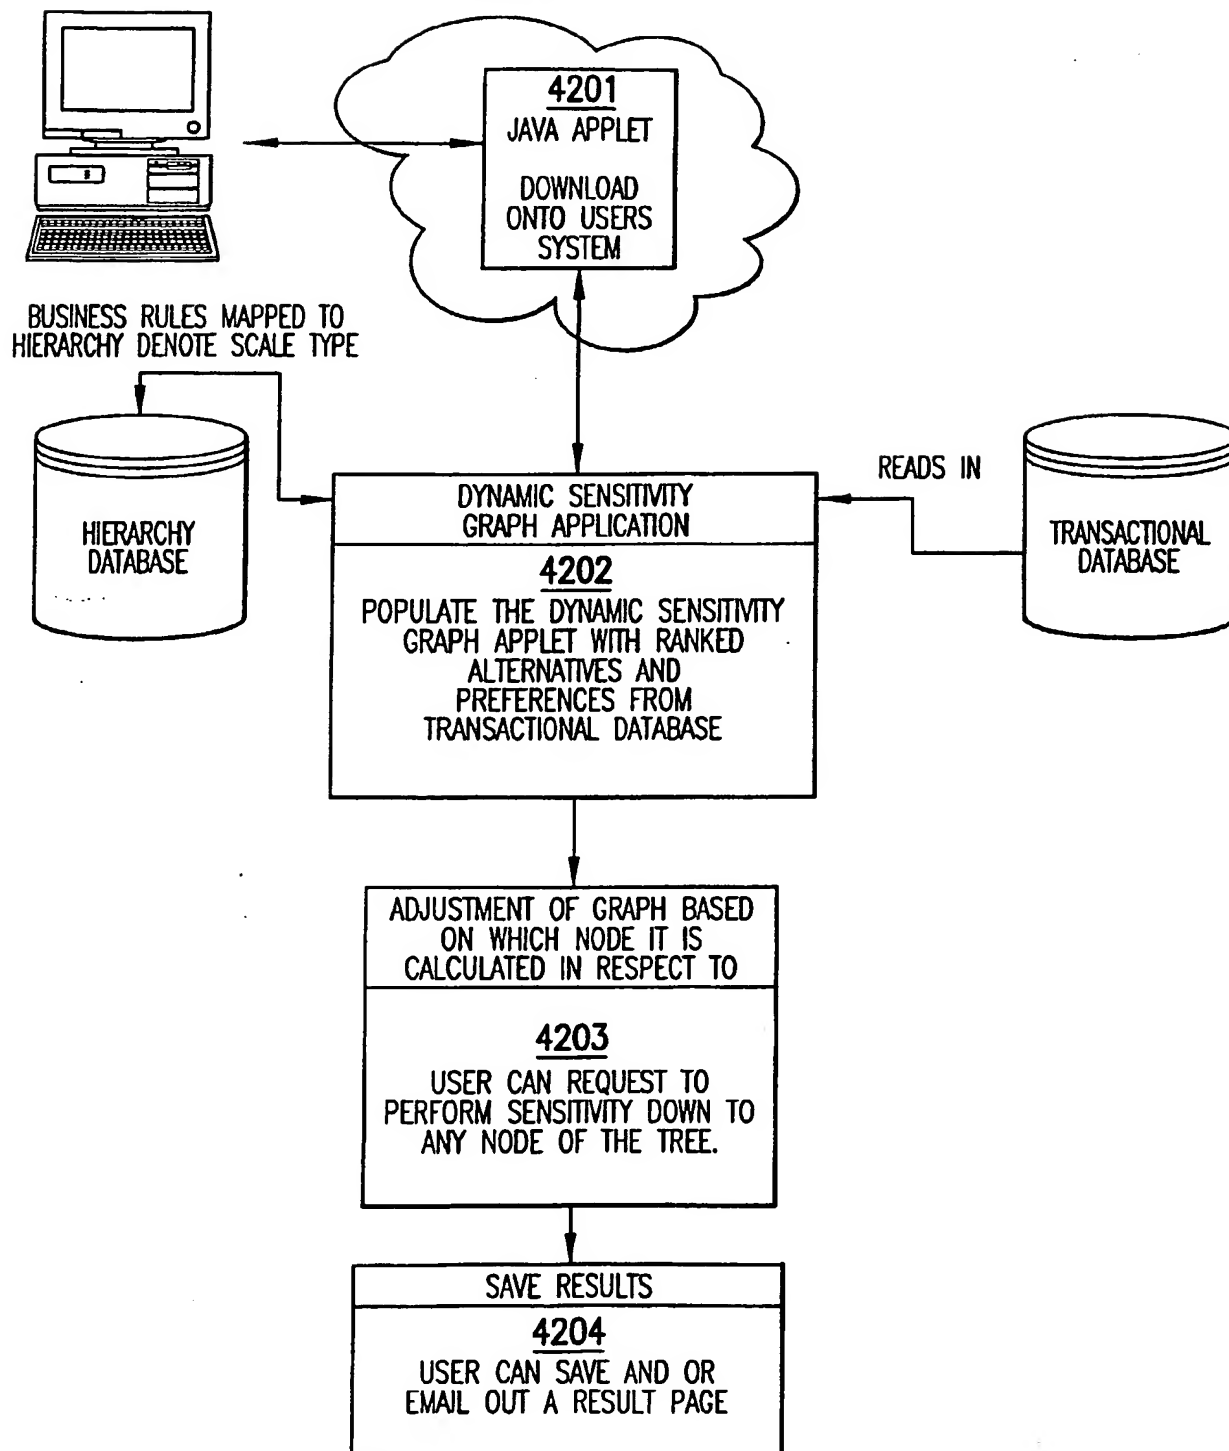 4201
JAVA APPLET
DOWNLOAD
ONTO USERS
SYSTEM
BUSINESS RULES MAPPED TO
HIERARCHY DENOTE SCALE TYPE
HIERARCHY
DATABASE
READS IN
TRANSACTIONAL
DATABASE
DYNAMIC SENSITIVITY
GRAPH APPLICATION
4202
POPULATE THE DYNAMIC SENSITIVITY
GRAPH APPLET WITH RANKED
ALTERNATIVES AND
PREFERENCES FROM
TRANSACTIONAL DATABASE
ADJUSTMENT OF GRAPH BASED
ON WHICH NODE IT IS
CALCULATED IN RESPECT TO
4203
USER CAN REQUEST TO
PERFORM SENSITIVITY DOWN TO
ANY NODE OF THE TREE.
SAVE RESULTS
4204
USER CAN SAVE AND OR
EMAIL OUT A RESULT PAGE